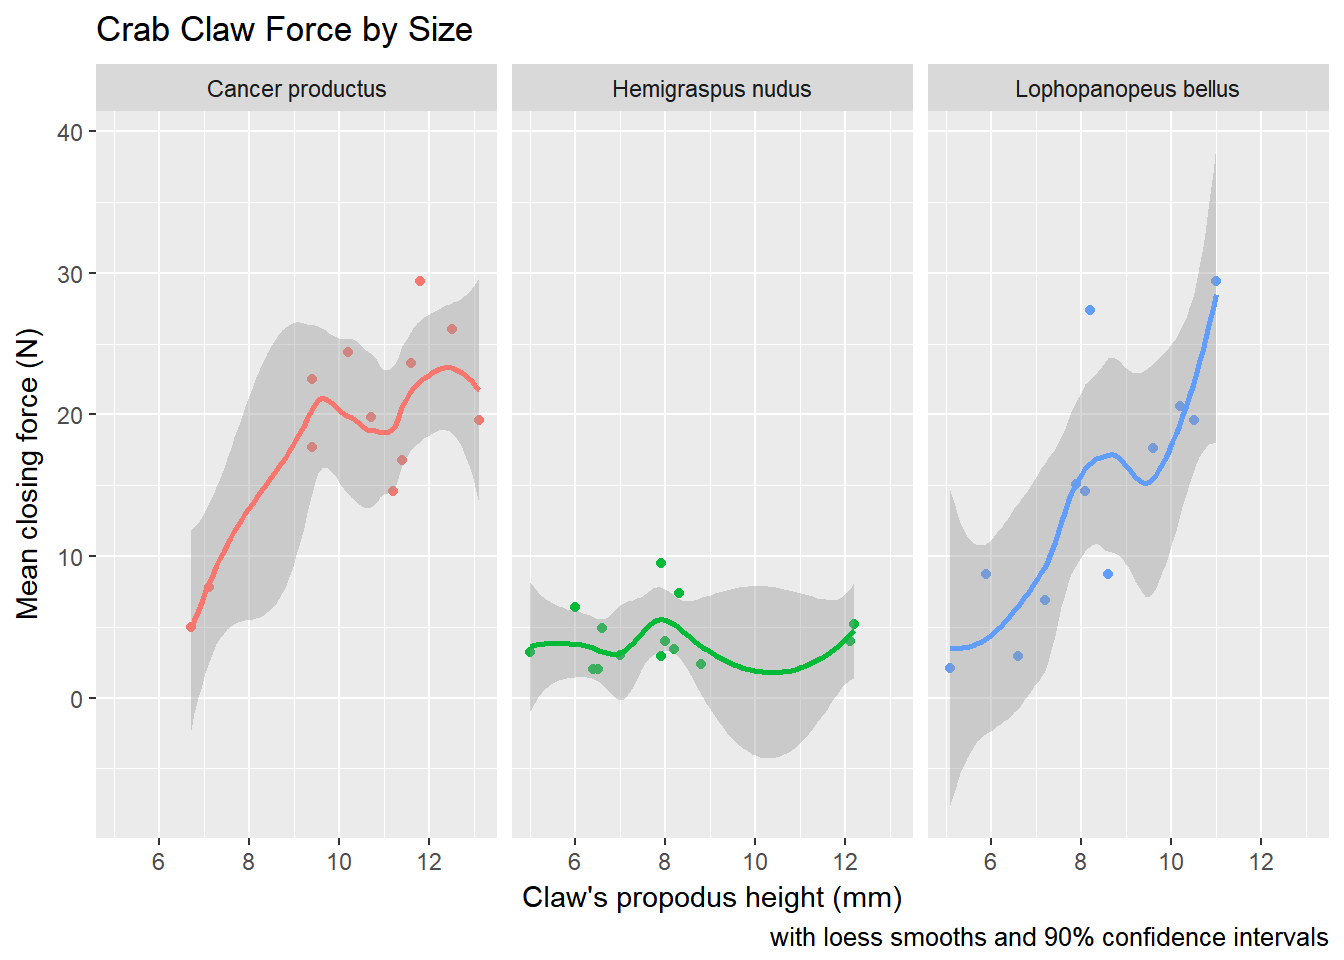 Crab Claw Force by Size
Cancer productus
Hemigraspus nudus
Lophopanopeus bellus
Mean closing force (N)
40
30
20
10
0
6 8 10 12
6 8 10 12
6 8 10 12
Claw's propodus height (mm)
with loess smooths and 90% confidence intervals